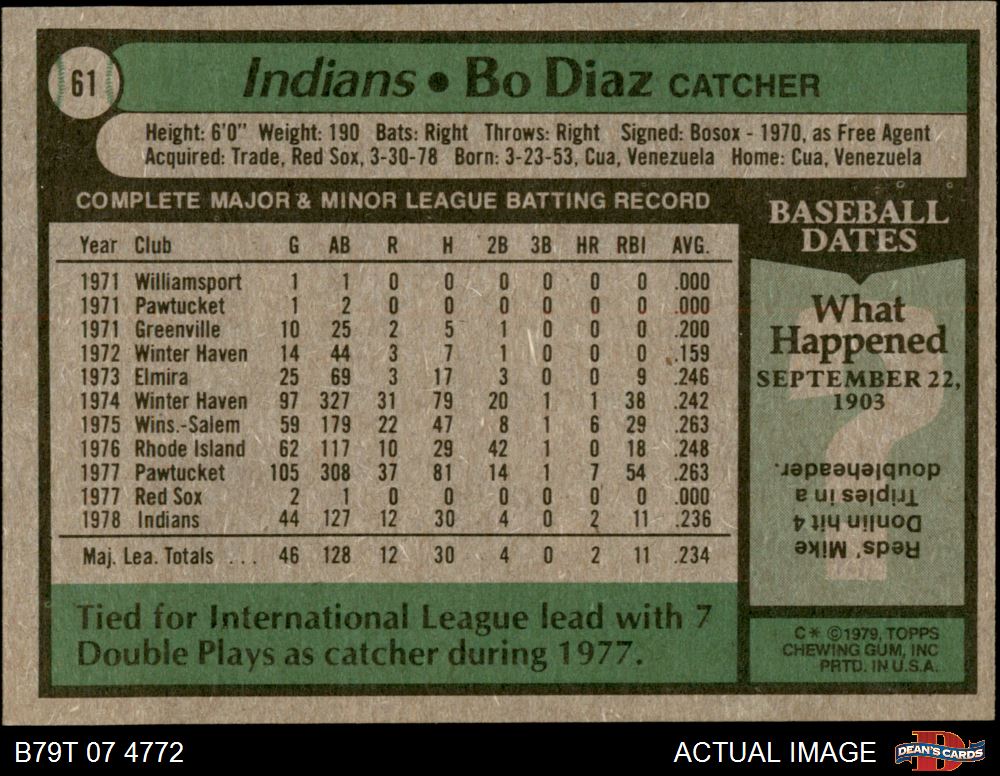 61
Indians • Bo Diaz CATCHER
Height: 6'0" Weight: 190 Bats: Right Throws: Right Signed: Bosox - 1970, as Free Agent
Acquired: Trade, Red Sox, 3-30-78 Born: 3-23-53, Cua, Venezuela Home: Cua, Venezuela
COMPLETE MAJOR & MINOR LEAGUE BATTING RECORD
Year Club G AB R H 2B 3B HR RBI AVG.
1971 Williamsport 1 1 0 0 0 0 0 0 .000
1971 Pawtucket 1 2 0 0 0 0 0 0 .000
1971 Greenville 10 25 2 5 1 0 0 0 .200
1972 Winter Haven 14 44 3 7 1 0 0 0 .159
1973 Elmira 25 69 3 17 3 0 0 9 .246
1974 Winter Haven 97 327 31 79 20 1 1 38 .242
1975 Wins.-Salem 59 179 22 47 8 1 6 29 .263
1976 Rhode Island 62 117 10 29 42 1 0 18 .248
1977 Pawtucket 105 308 37 81 14 1 7 54 .263
1977 Red Sox 2 1 0 0 0 0 0 0 .000
1978 Indians 44 127 12 30 4 0 2 11 .236
Maj. Lea. Totals ... 46 128 12 30 4 0 2 11 .234
Tied for International League lead with 7
Double Plays as catcher during 1977.
BASEBALL
DATES
What
Happened
SEPTEMBER 22,
1903
?
Reds' Mike
Donlin hit 4
Triples in a
doubleheader.
C* ©1979, TOPPS
CHEWING GUM, INC
PRTD. IN U.S.A.
B79T 07 4772
ACTUAL IMAGE
D
DEAN'S CARDS